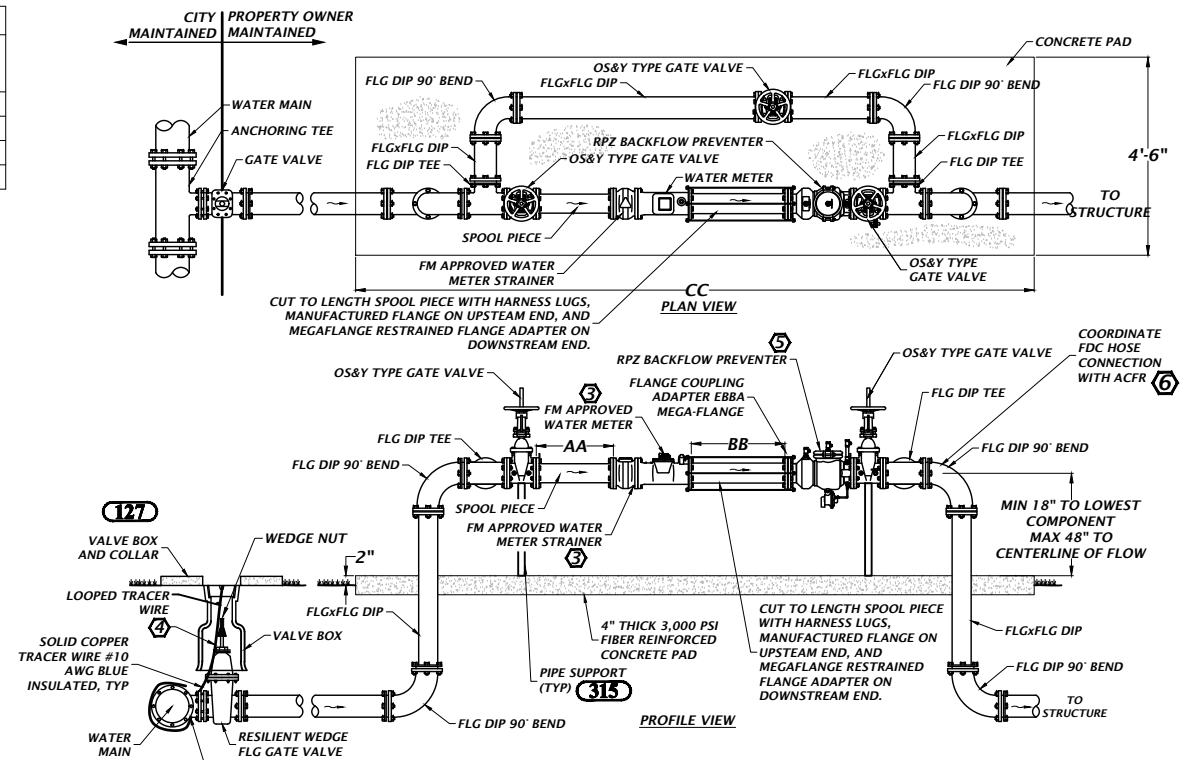 CITY
MAINTAINED
PROPERTY OWNER
MAINTAINED
CONCRETE PAD
OS&Y TYPE GATE VALVE
FLGxFLG DIP
FLG DIP 90° BEND
FLGxFLG DIP
FLG DIP 90° BEND
WATER MAIN
ANCHORING TEE
GATE VALVE
FLGxFLG DIP
FLG DIP TEE
RPZ BACKFLOW PREVENTER
OS&Y TYPE GATE VALVE
WATER METER
FLGxFLG DIP
FLG DIP TEE
4'-6"
TO
STRUCTURE
SPOOL PIECE
FM APPROVED WATER
METER STRAINER
OS&Y TYPE
GATE VALVE
CC
PLAN VIEW
CUT TO LENGTH SPOOL PIECE WITH HARNESS LUGS,
MANUFACTURED FLANGE ON UPSTEAM END, AND
MEGAFLANGE RESTRAINED FLANGE ADAPTER ON
DOWNSTREAM END.
5
RPZ BACKFLOW PREVENTER
OS&Y TYPE GATE VALVE
COORDINATE
FDC HOSE
CONNECTION
WITH ACFR
6
OS&Y TYPE GATE VALVE
3
FM APPROVED
WATER METER
FLANGE COUPLING
ADAPTER EBBA
MEGA-FLANGE
FLG DIP TEE
FLG DIP TEE
AA
BB
FLG DIP 90° BEND
FLG DIP 90° BEND
SPOOL PIECE
FM APPROVED WATER
METER STRAINER
3
MIN 18" TO LOWEST
COMPONENT
MAX 48" TO
CENTERLINE OF FLOW
127
VALVE BOX
AND COLLAR
WEDGE NUT
2"
LOOPED TRACER
WIRE
4
FLGxFLG DIP
VALVE BOX
SOLID COPPER
TRACER WIRE #10
AWG BLUE
INSULATED, TYP
4" THICK 3,000 PSI
FIBER REINFORCED
CONCRETE PAD
CUT TO LENGTH SPOOL PIECE
WITH HARNESS LUGS,
MANUFACTURED FLANGE ON
UPSTEAM END, AND
MEGAFLANGE RESTRAINED
FLANGE ADAPTER ON
DOWNSTREAM END.
FLGxFLG DIP
PIPE SUPPORT
(TYP)
315
FLG DIP 90° BEND
FLG DIP 90° BEND
TO
STRUCTURE
PROFILE VIEW
WATER
MAIN
RESILIENT WEDGE
FLG GATE VALVE